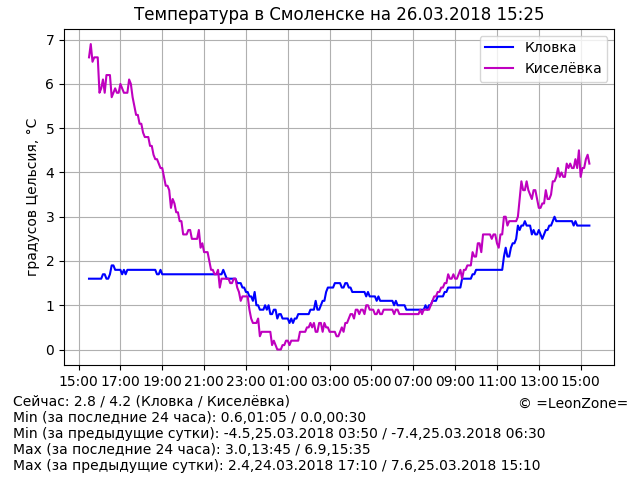 Температура в Смоленске на 26.03.2018 15:25
градусов Цельсия, °C
7
6
5
4
3
2
1
0
Кловка
Киселёвка
15:00 17:00 19:00 21:00 23:00 01:00 03:00 05:00 07:00 09:00 11:00 13:00 15:00
Сейчас: 2.8 / 4.2 (Кловка / Киселёвка)
© =LeonZone=
Min (за последние 24 часа): 0.6,01:05 / 0.0,00:30
Min (за предыдущие сутки): -4.5,25.03.2018 03:50 / -7.4,25.03.2018 06:30
Max (за последние 24 часа): 3.0,13:45 / 6.9,15:35
Max (за предыдущие сутки): 2.4,24.03.2018 17:10 / 7.6,25.03.2018 15:10